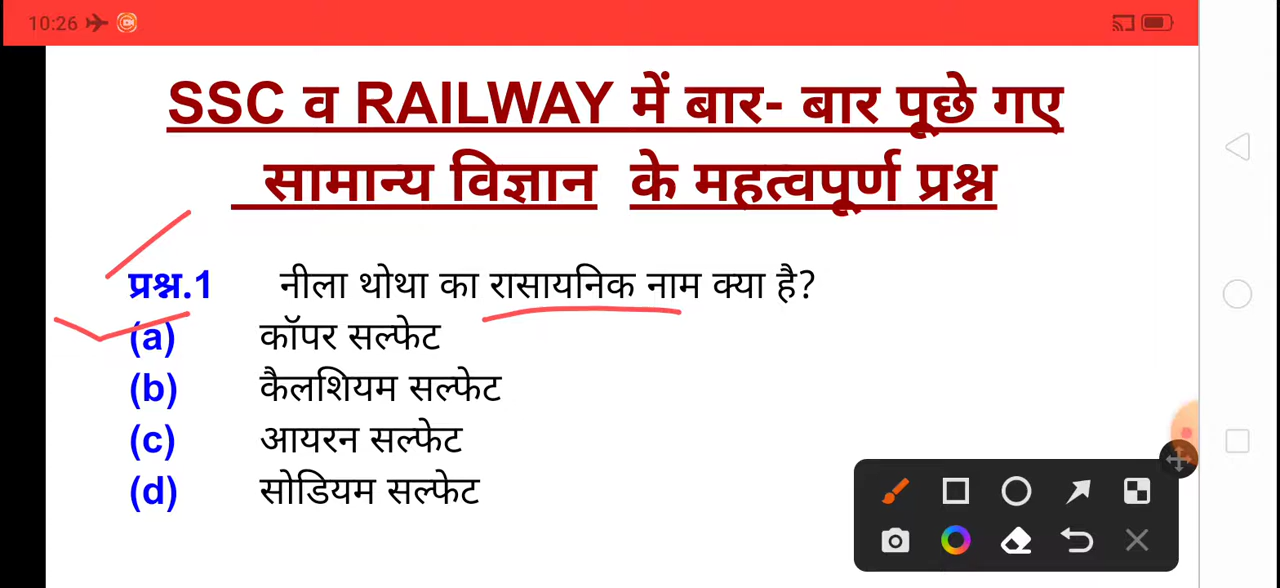 10:26
SSC व RAILWAY में बार- बार पूछे गए
सामान्य विज्ञान के महत्वपूर्ण प्रश्न
प्रश्न.1 नीला थोथा का रासायनिक नाम क्या है?
(a) कॉपर सल्फेट
(b) कैलशियम सल्फेट
(c) आयरन सल्फेट
(d) सोडियम सल्फेट